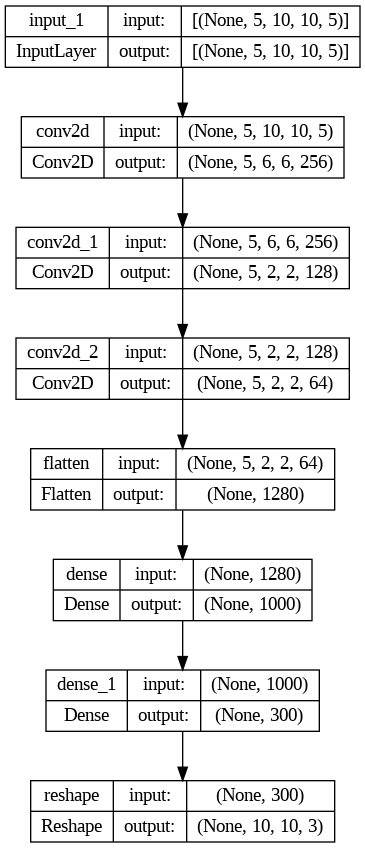 input_1 input: [(None, 5, 10, 10, 5)]
InputLayer output: [(None, 5, 10, 10, 5)]
conv2d input: (None, 5, 10, 10, 5)
Conv2D output: (None, 5, 6, 6, 256)
conv2d_1 input: (None, 5, 6, 6, 256)
Conv2D output: (None, 5, 2, 2, 128)
conv2d_2 input: (None, 5, 2, 2, 128)
Conv2D output: (None, 5, 2, 2, 64)
flatten input: (None, 5, 2, 2, 64)
Flatten output: (None, 1280)
dense input: (None, 1280)
Dense output: (None, 1000)
dense_1 input: (None, 1000)
Dense output: (None, 300)
reshape input: (None, 300)
Reshape output: (None, 10, 10, 3)